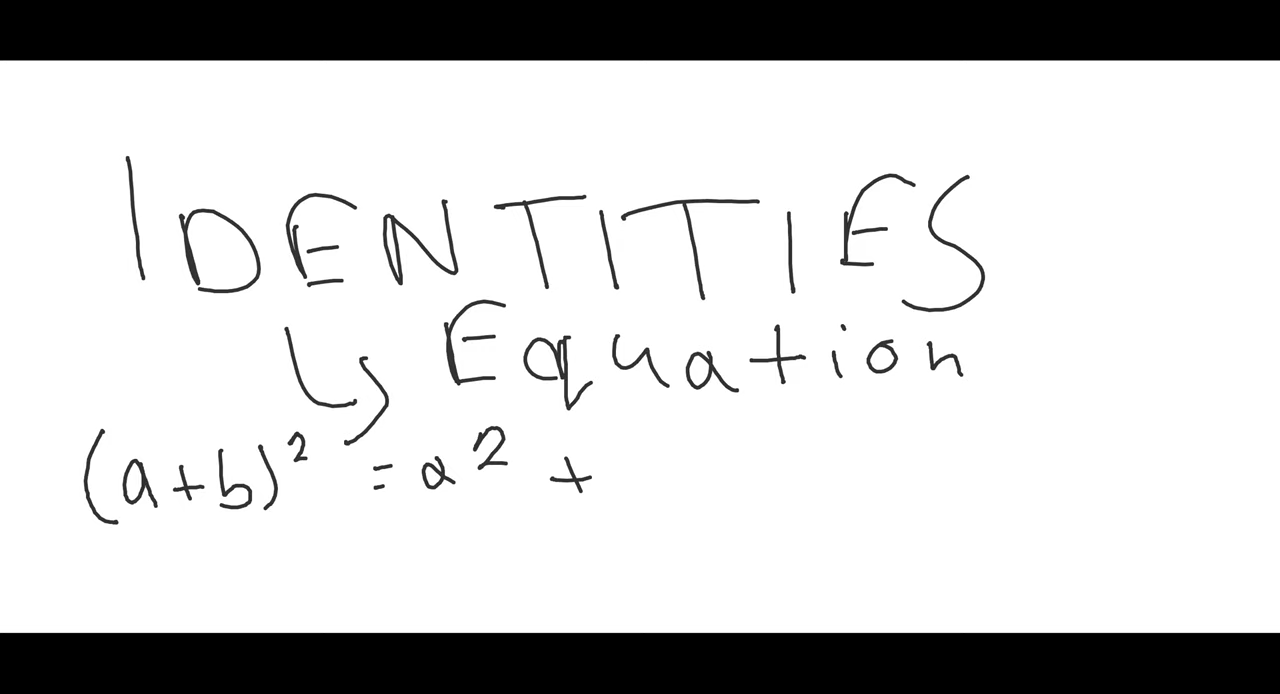 IDENTITIES
↳ Equation
(a+b)² = a² +